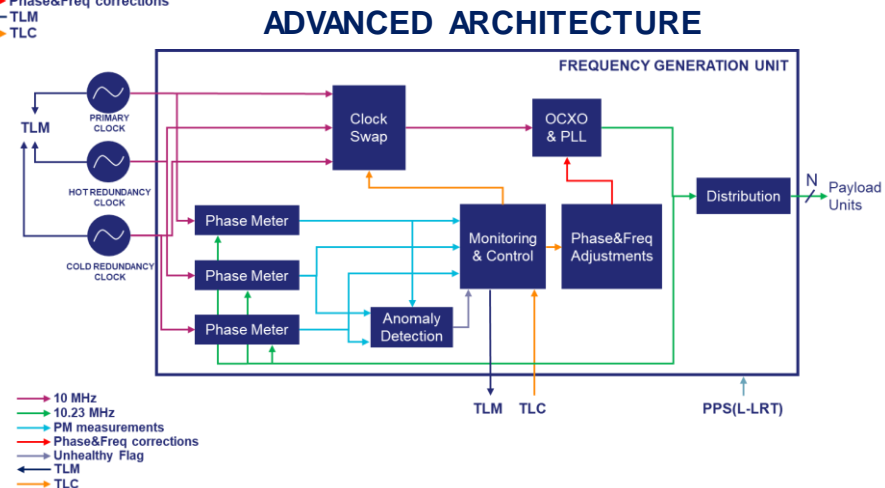 Phase&Freq corrections
TLM
TLC
ADVANCED ARCHITECTURE
FREQUENCY GENERATION UNIT
PRIMARY
CLOCK
TLM
HOT REDUNDANCY
CLOCK
COLD REDUNDANCY
CLOCK
Clock
Swap
OCXO
& PLL
Distribution
N
Payload
Units
Phase Meter
Phase Meter
Phase Meter
Monitoring
& Control
Phase&Freq
Adjustments
Anomaly
Detection
TLM
TLC
PPS(L-LRT)
10 MHz
10.23 MHz
PM measurements
Phase&Freq corrections
Unhealthy Flag
TLM
TLC